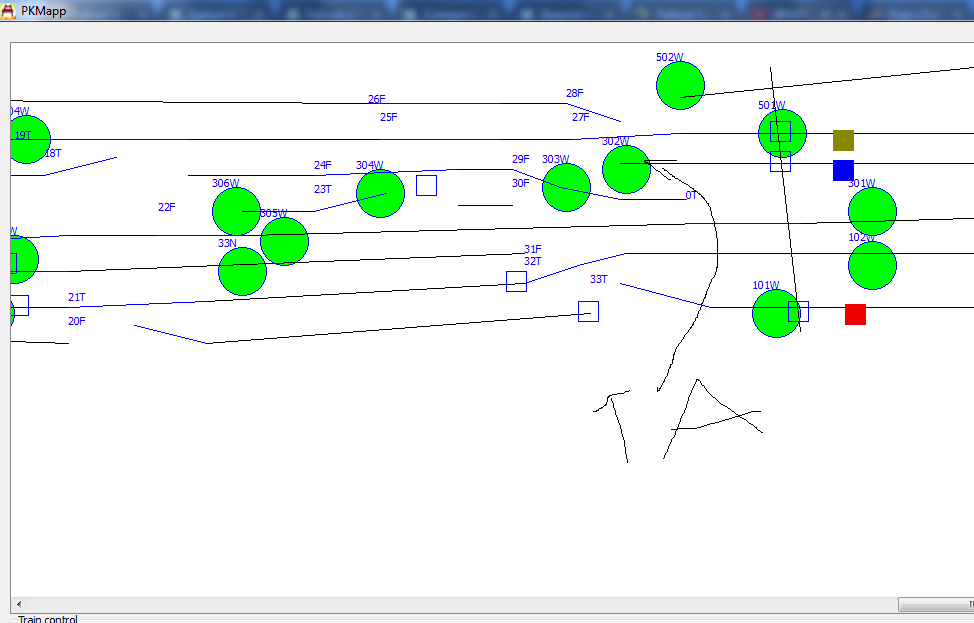 PKMapp
502W
26F
28F
04W
25F
27F
501W
19T
302W
18T
24F
304W
29F
303W
306W
23T
30F
301W
22F
305W
0T
W
33N
31F
102W
32T
33T
101W
21T
20F
1A
Train control